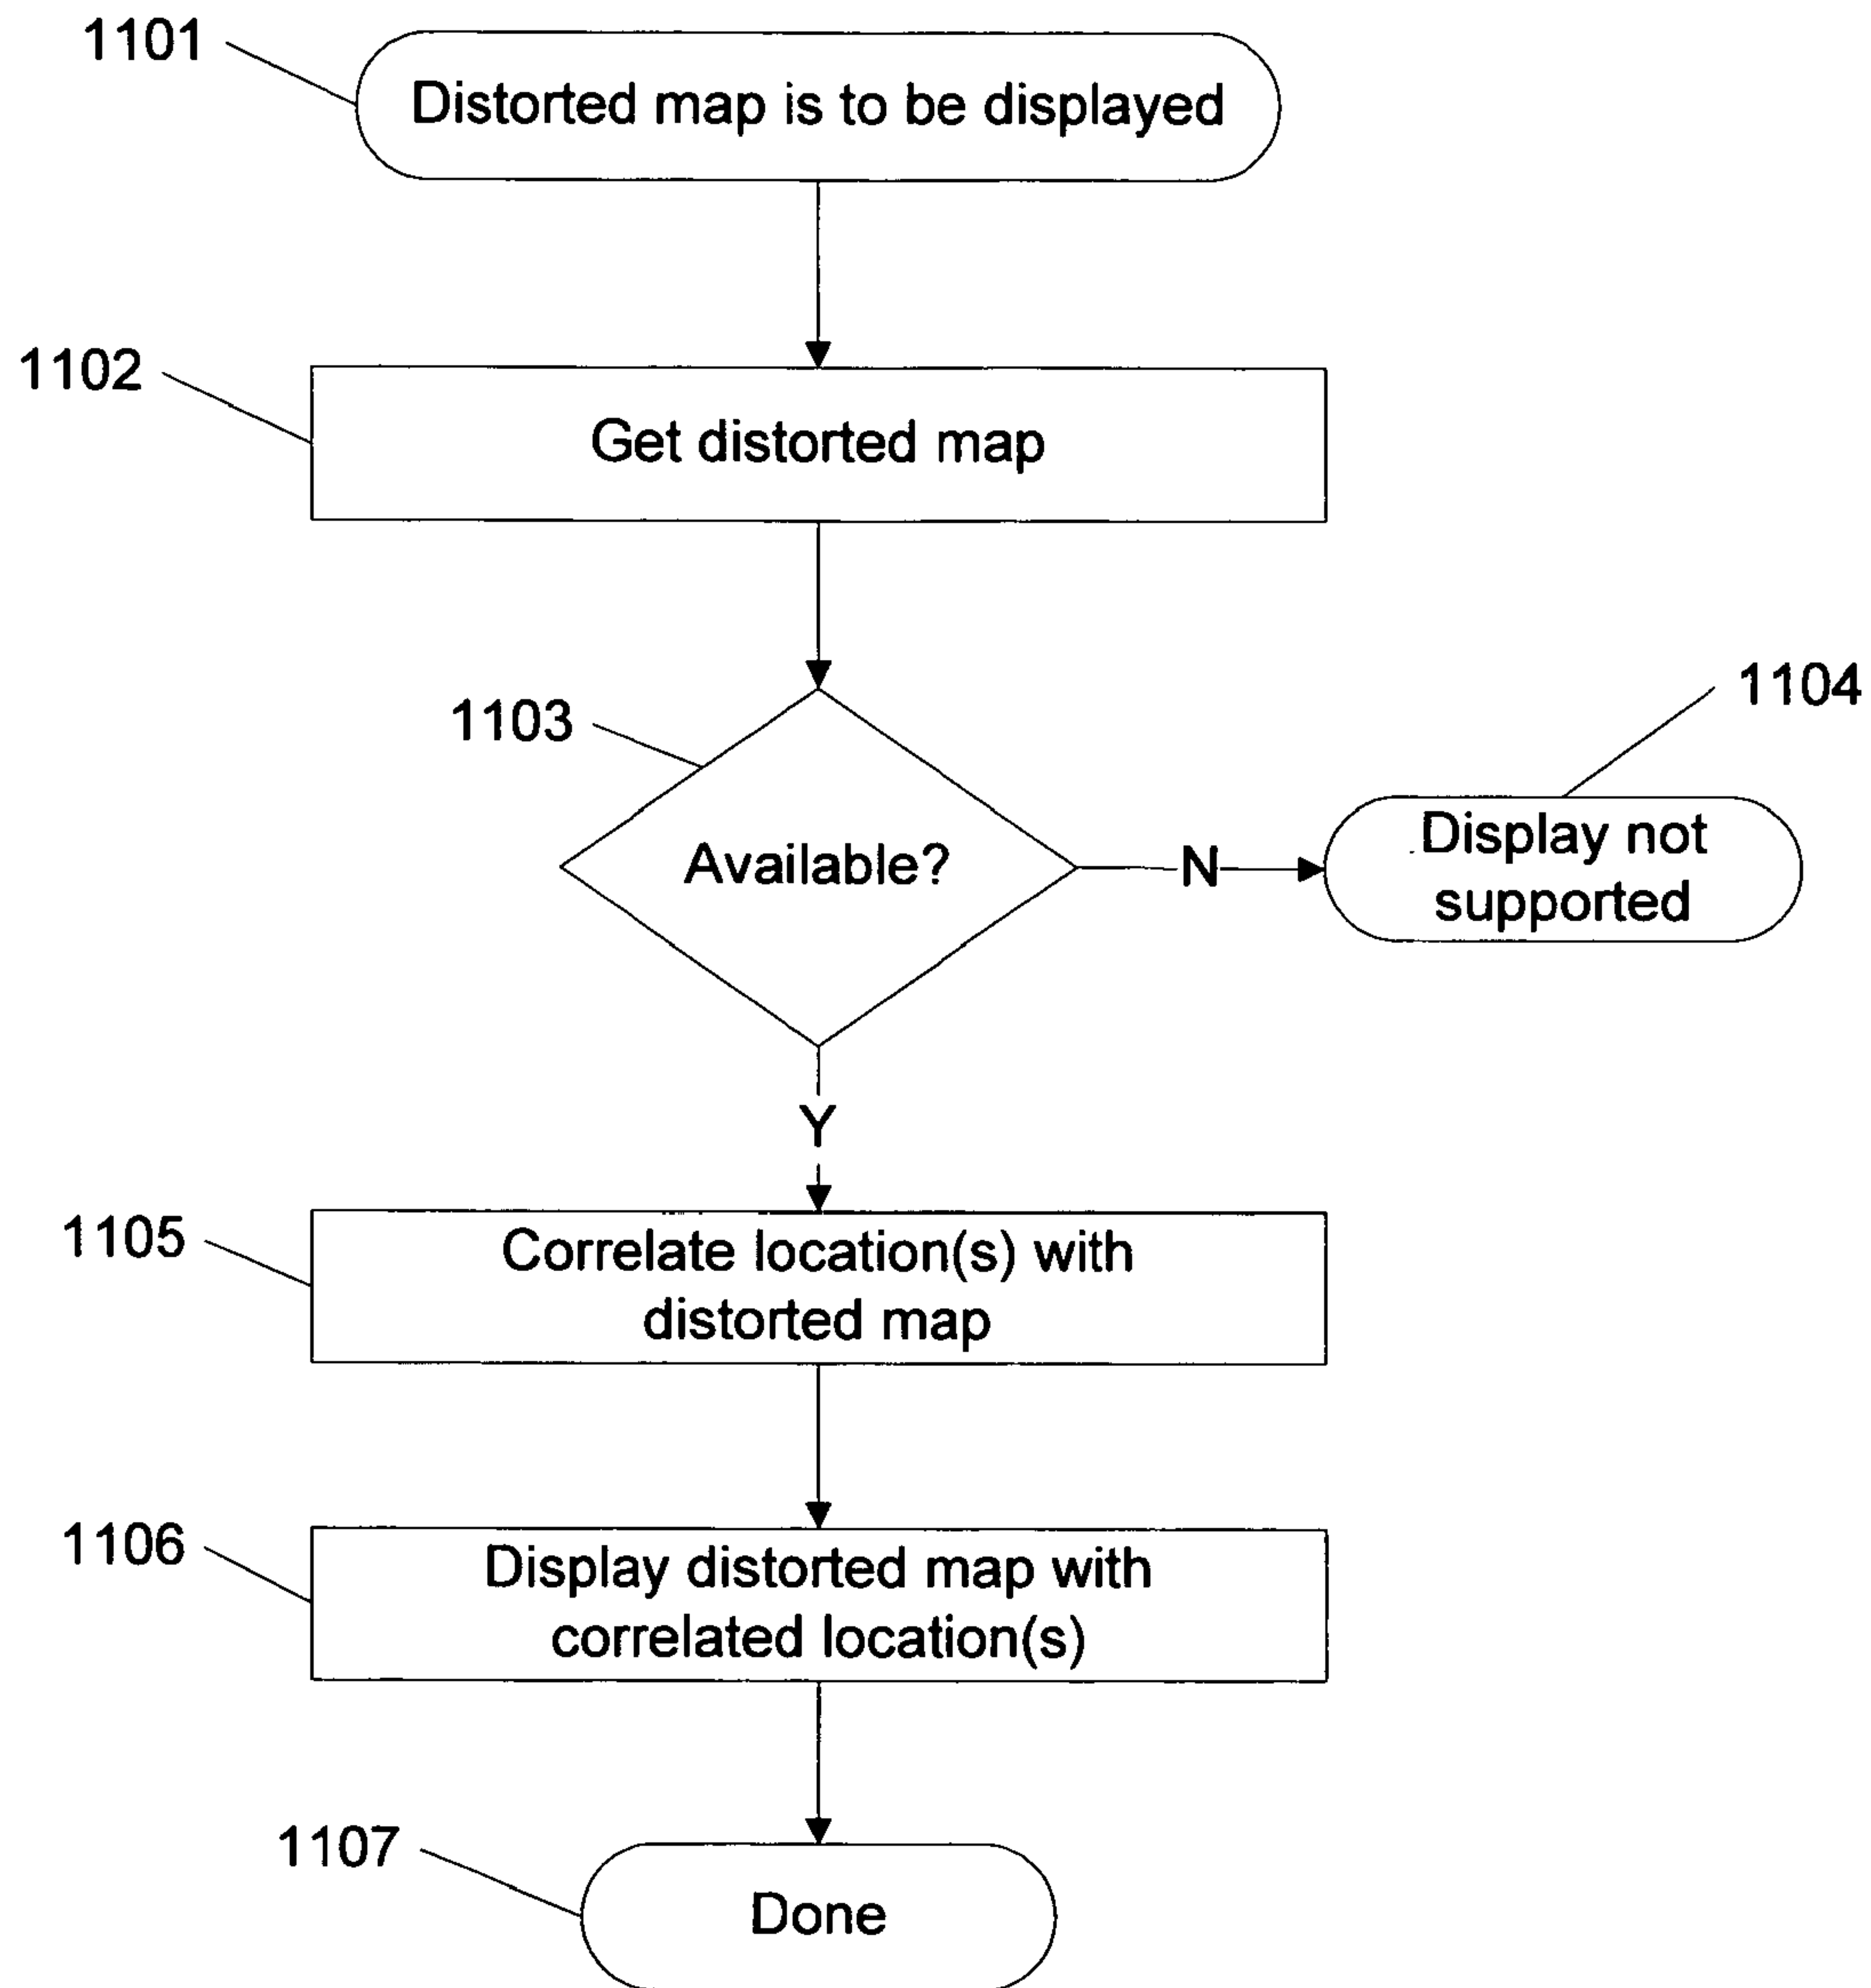 1101
Distorted map is to be displayed
1102
Get distorted map
1103
Available?
N
1104
Display not
supported
Y
1105
Correlate location(s) with
distorted map
1106
Display distorted map with
correlated location(s)
1107
Done